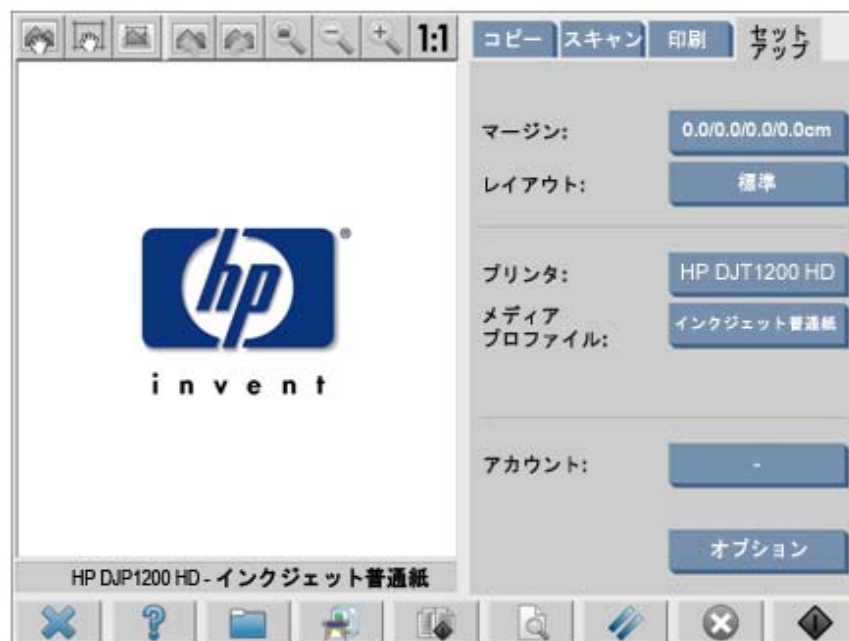 1:1
コピー スキャン 印刷 セット
アップ
マージン: 0.0/0.0/0.0/0.0cm
レイアウト: 標準
hp
®
invent
プリンタ: HP DJT1200 HD
メディア
プロファイル: インクジェット普通紙
アカウント: -
オプション
HP DJP1200 HD - インクジェット普通紙